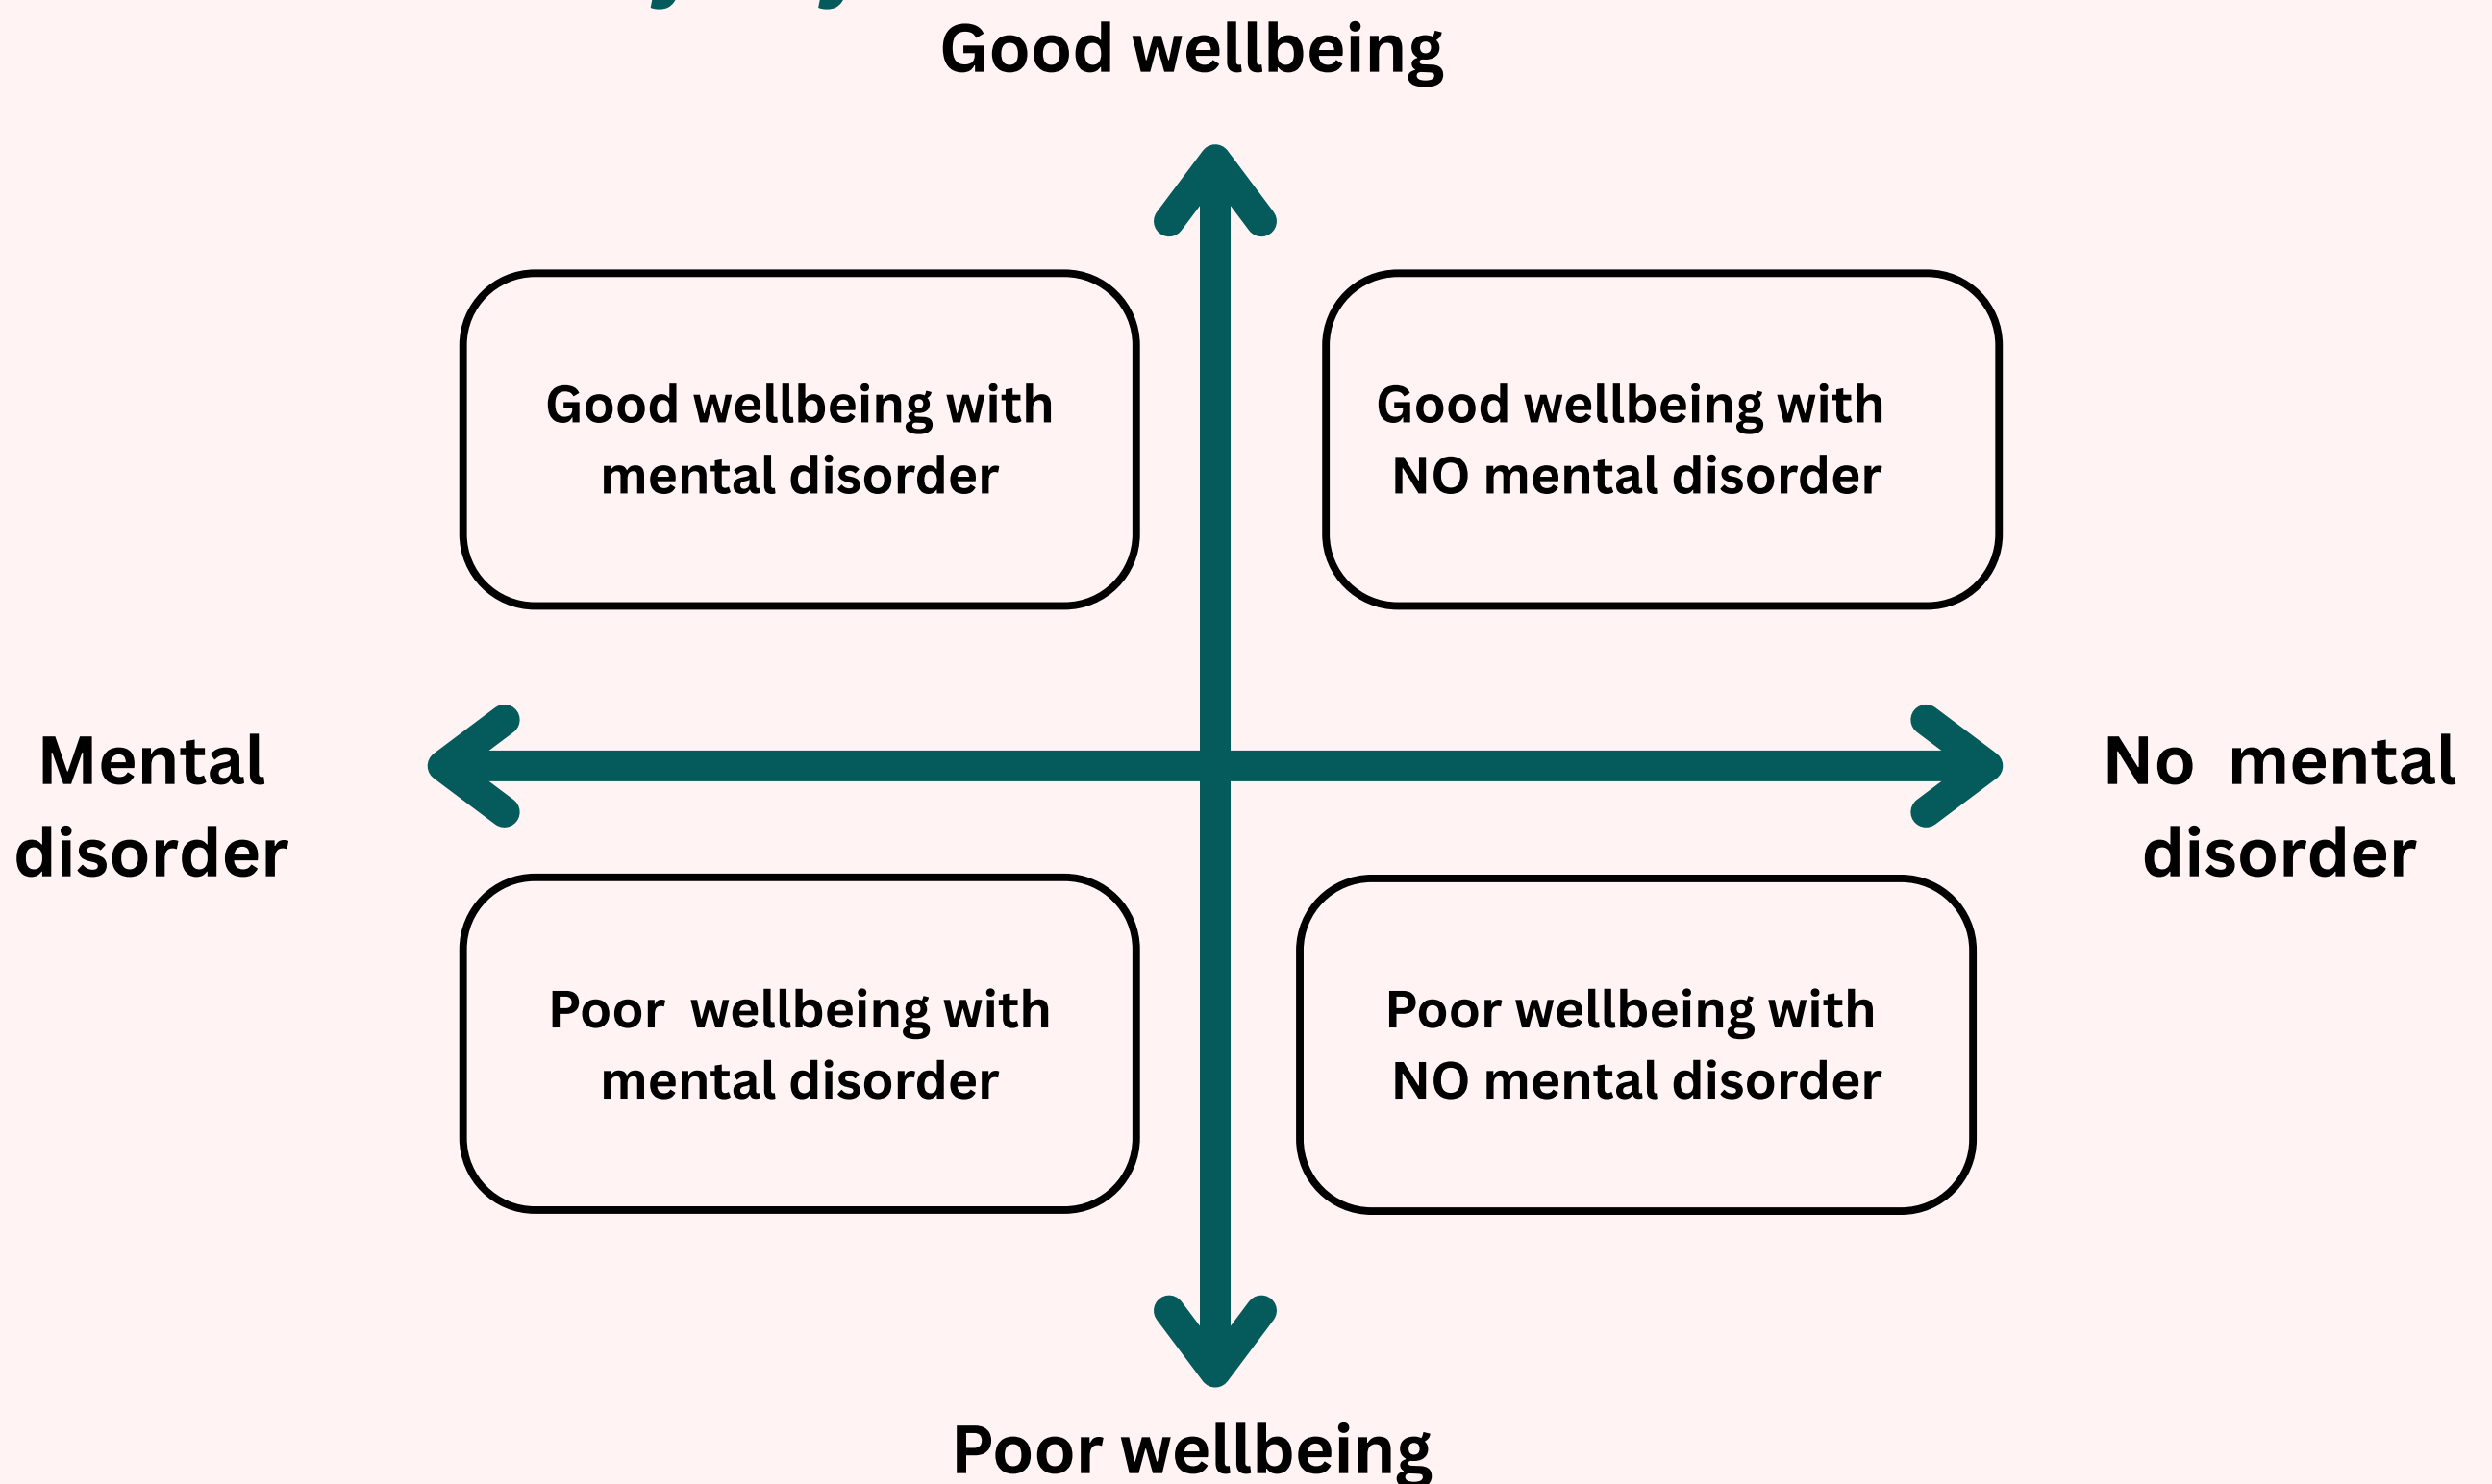 Good wellbeing
Good wellbeing with
mental disorder
Good wellbeing with
NO mental disorder
Mental
disorder
No mental
disorder
Poor wellbeing with
mental disorder
Poor wellbeing with
NO mental disorder
Poor wellbeing